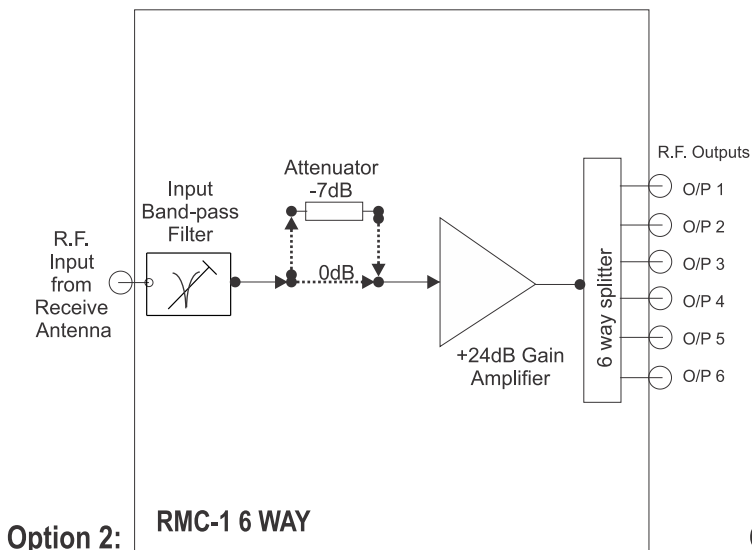 Attenuator
-7dB
Input
Band-pass
Filter
R.F.
Input
from
Receive
Antenna
0dB
+24dB Gain
Amplifier
6 way splitter
R.F. Outputs
O/P 1
O/P 2
O/P 3
O/P 4
O/P 5
O/P 6
Option 2:
RMC-1 6 WAY